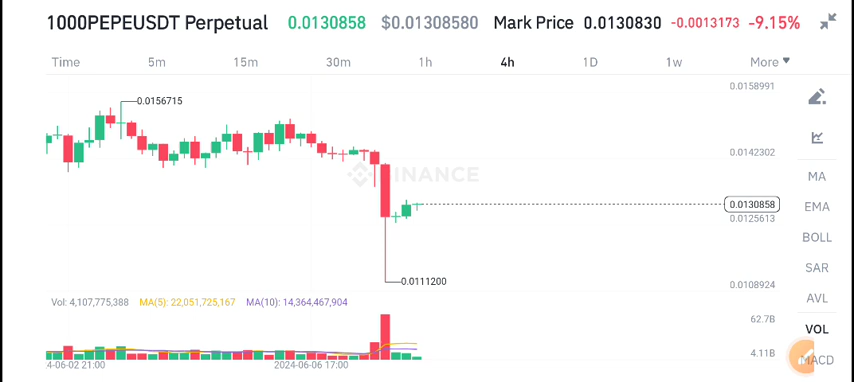 1000PEPEUSDT Perpetual 0.0130858 $0.01308580 Mark Price 0.0130830 -0.0013173 -9.15%
Time 5m 15m 30m 1h 4h 1D 1w More
0.0158991
0.0156715
0.0142302
BINANCE
MA
0.0130858
EMA
0.0125613
BOLL
SAR
0.0111200
0.0108924
AVL
Vol: 4,107,775,388 MA(5): 22,051,725,167 MA(10): 14,364,467,904
62.7B
VOL
4.11B
MACD
4-06-02 21:00 2024-06-06 17:00